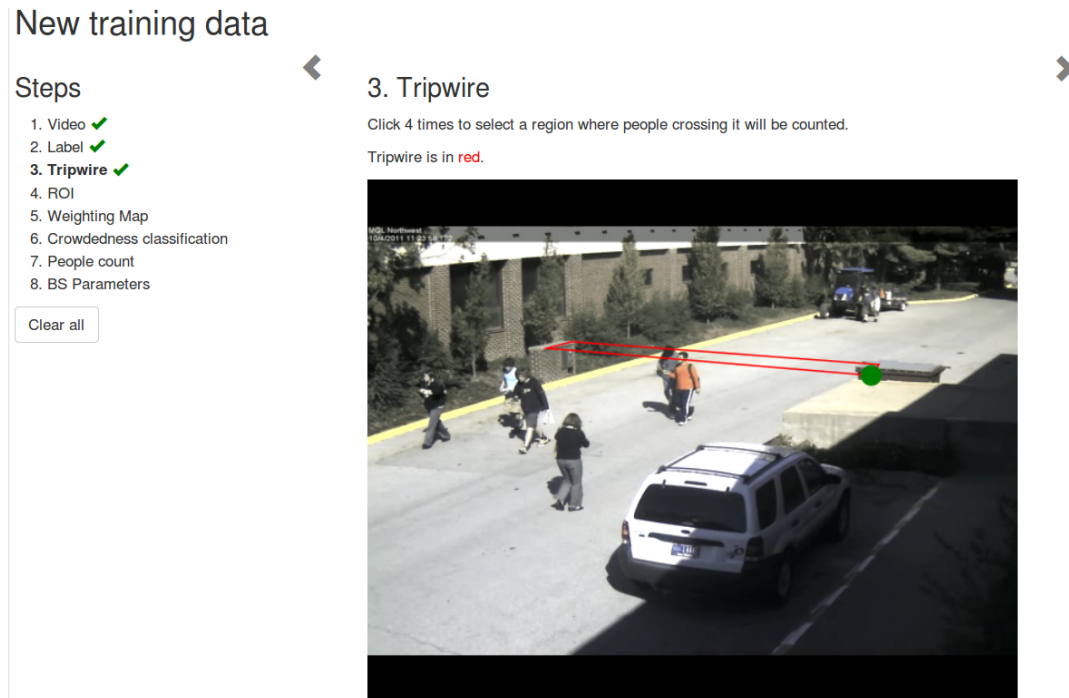 New training data
Steps
1. Video
2. Label
3. Tripwire
4. ROI
5. Weighting Map
6. Crowdedness classification
7. People count
8. BS Parameters
Clear all
3. Tripwire
Click 4 times to select a region where people crossing it will be counted.
Tripwire is in red.
MGL Northwest